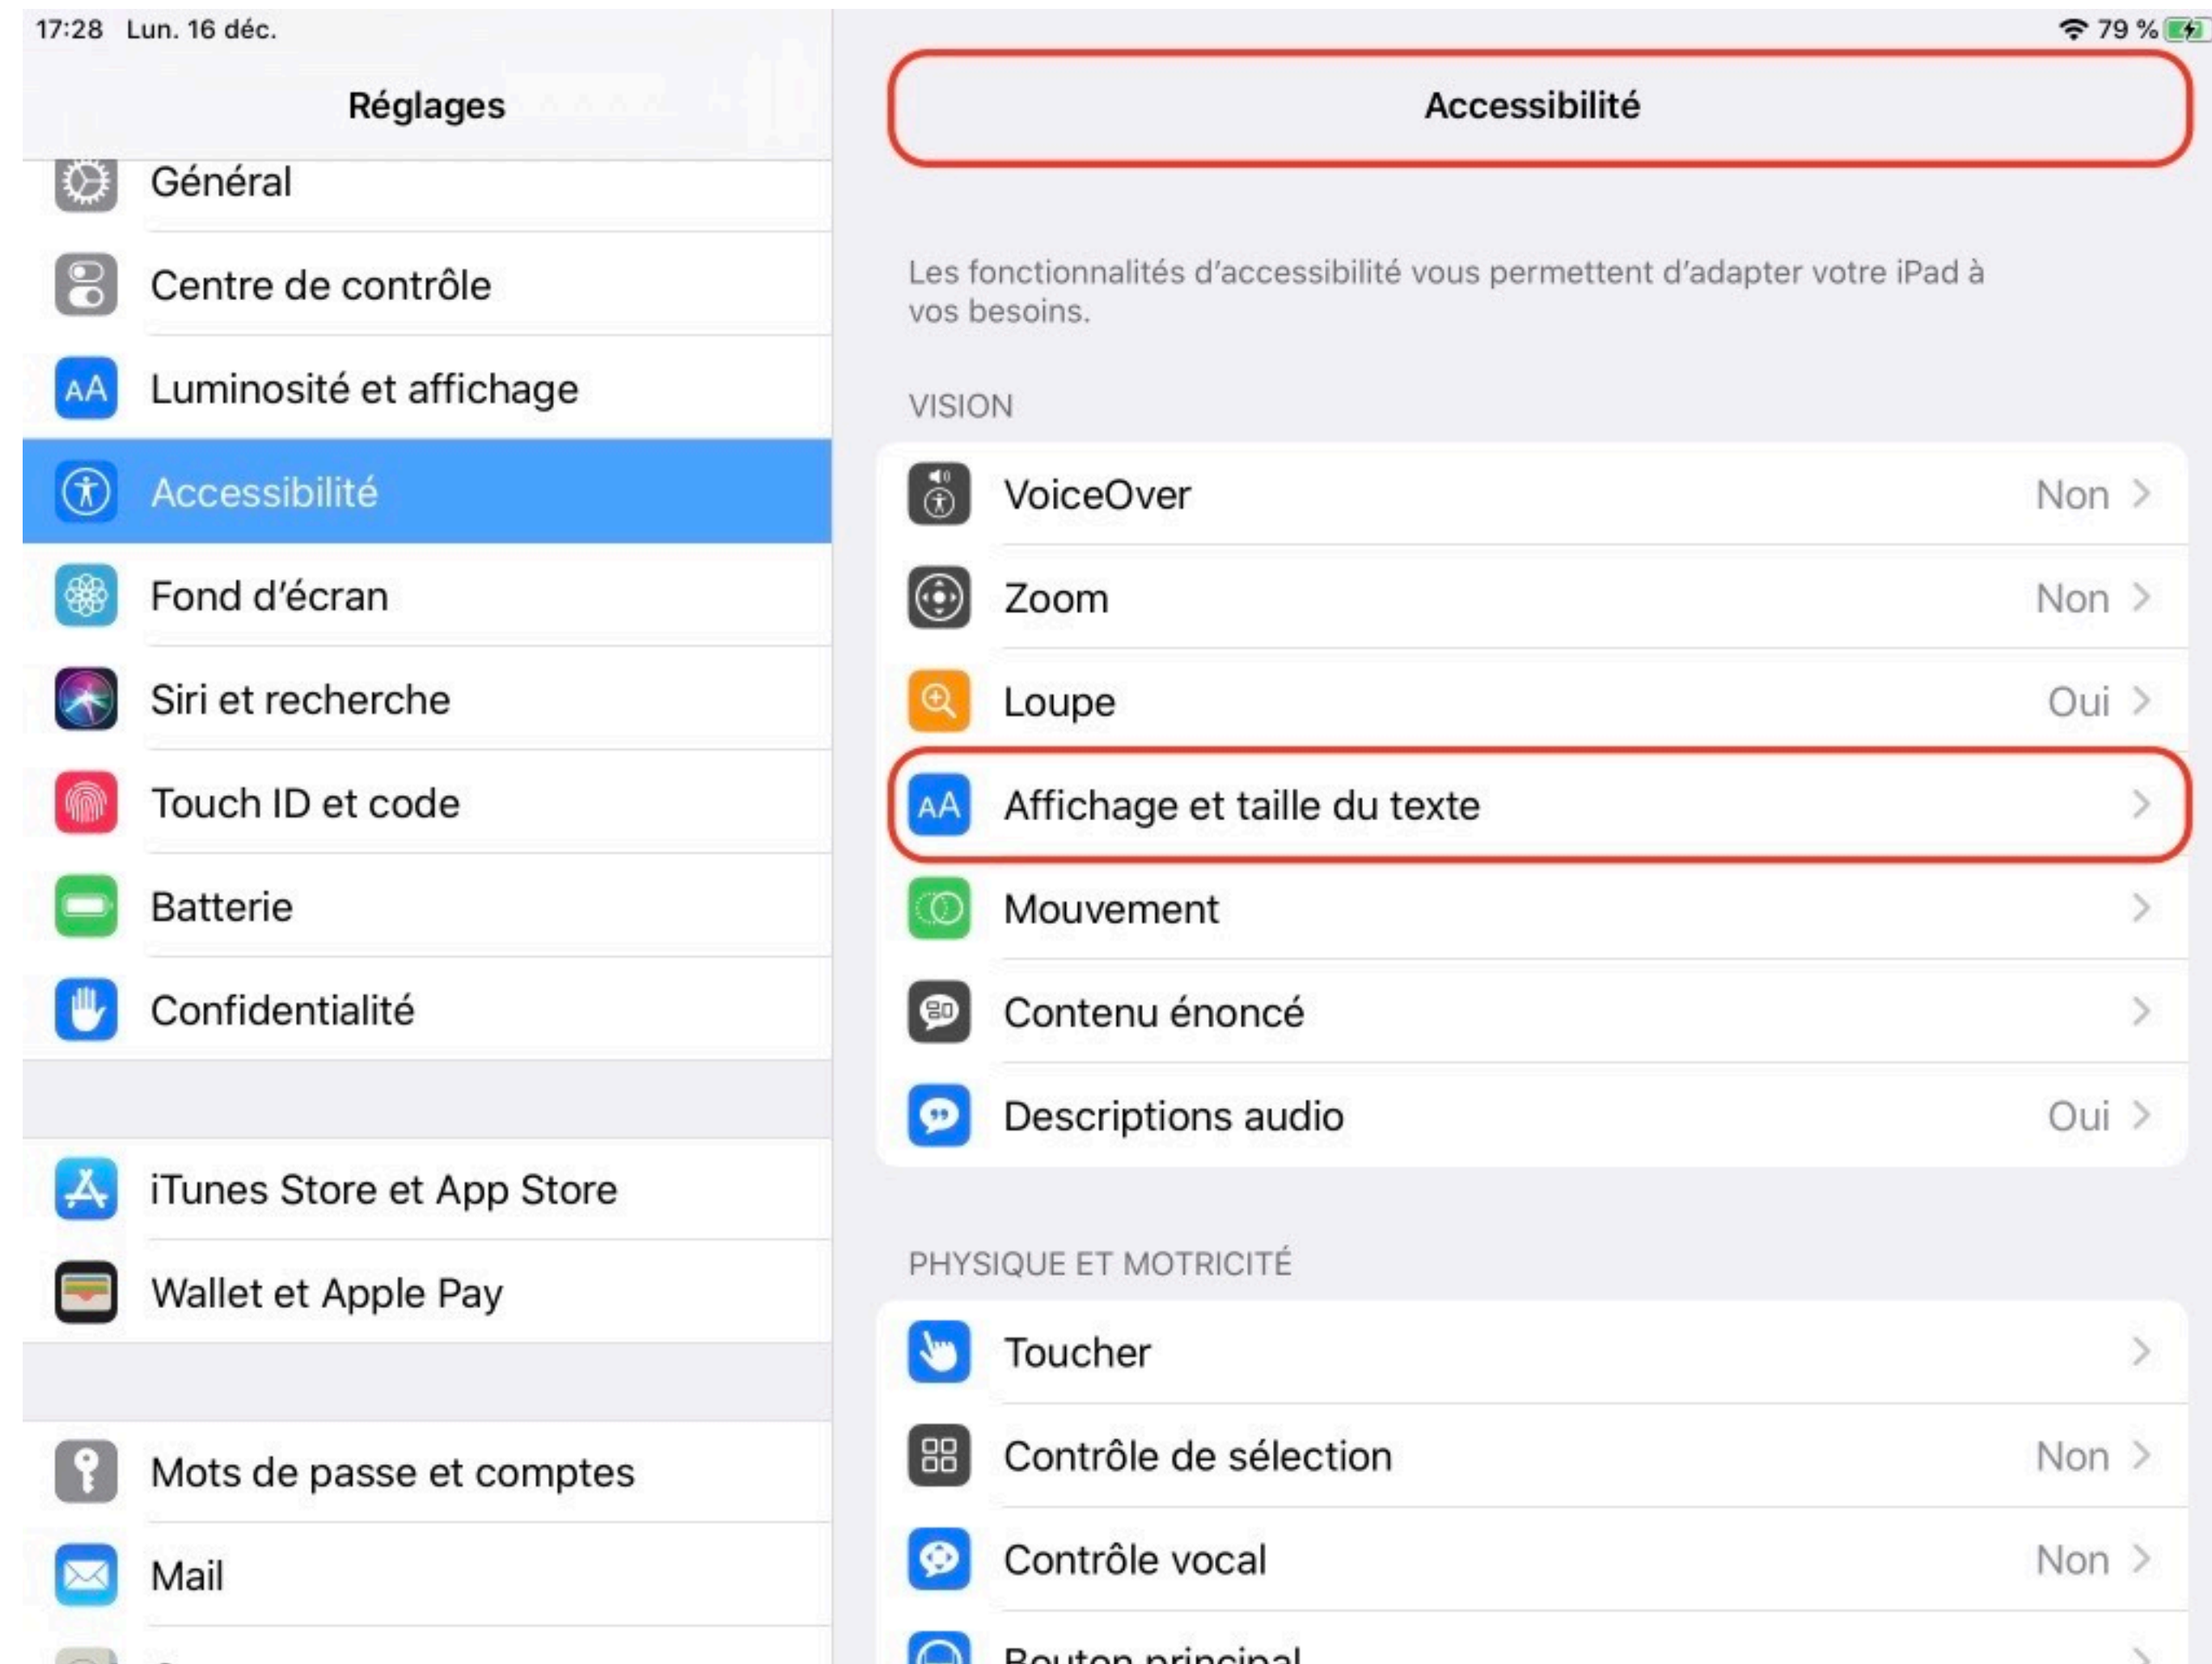 17:28 Lun. 16 déc.
79 %
Réglages
Général
Centre de contrôle
AA Luminosité et affichage
Accessibilité
Fond d’écran
Siri et recherche
Touch ID et code
Batterie
Confidentialité
iTunes Store et App Store
Wallet et Apple Pay
Mots de passe et comptes
Mail
Accessibilité
Les fonctionnalités d’accessibilité vous permettent d’adapter votre iPad à
vos besoins.
VISION
VoiceOver Non
Zoom Non
Loupe Oui
AA Affichage et taille du texte
Mouvement
Contenu énoncé
Descriptions audio Oui
PHYSIQUE ET MOTRICITÉ
Toucher
Contrôle de sélection Non
Contrôle vocal Non
Bouton principal